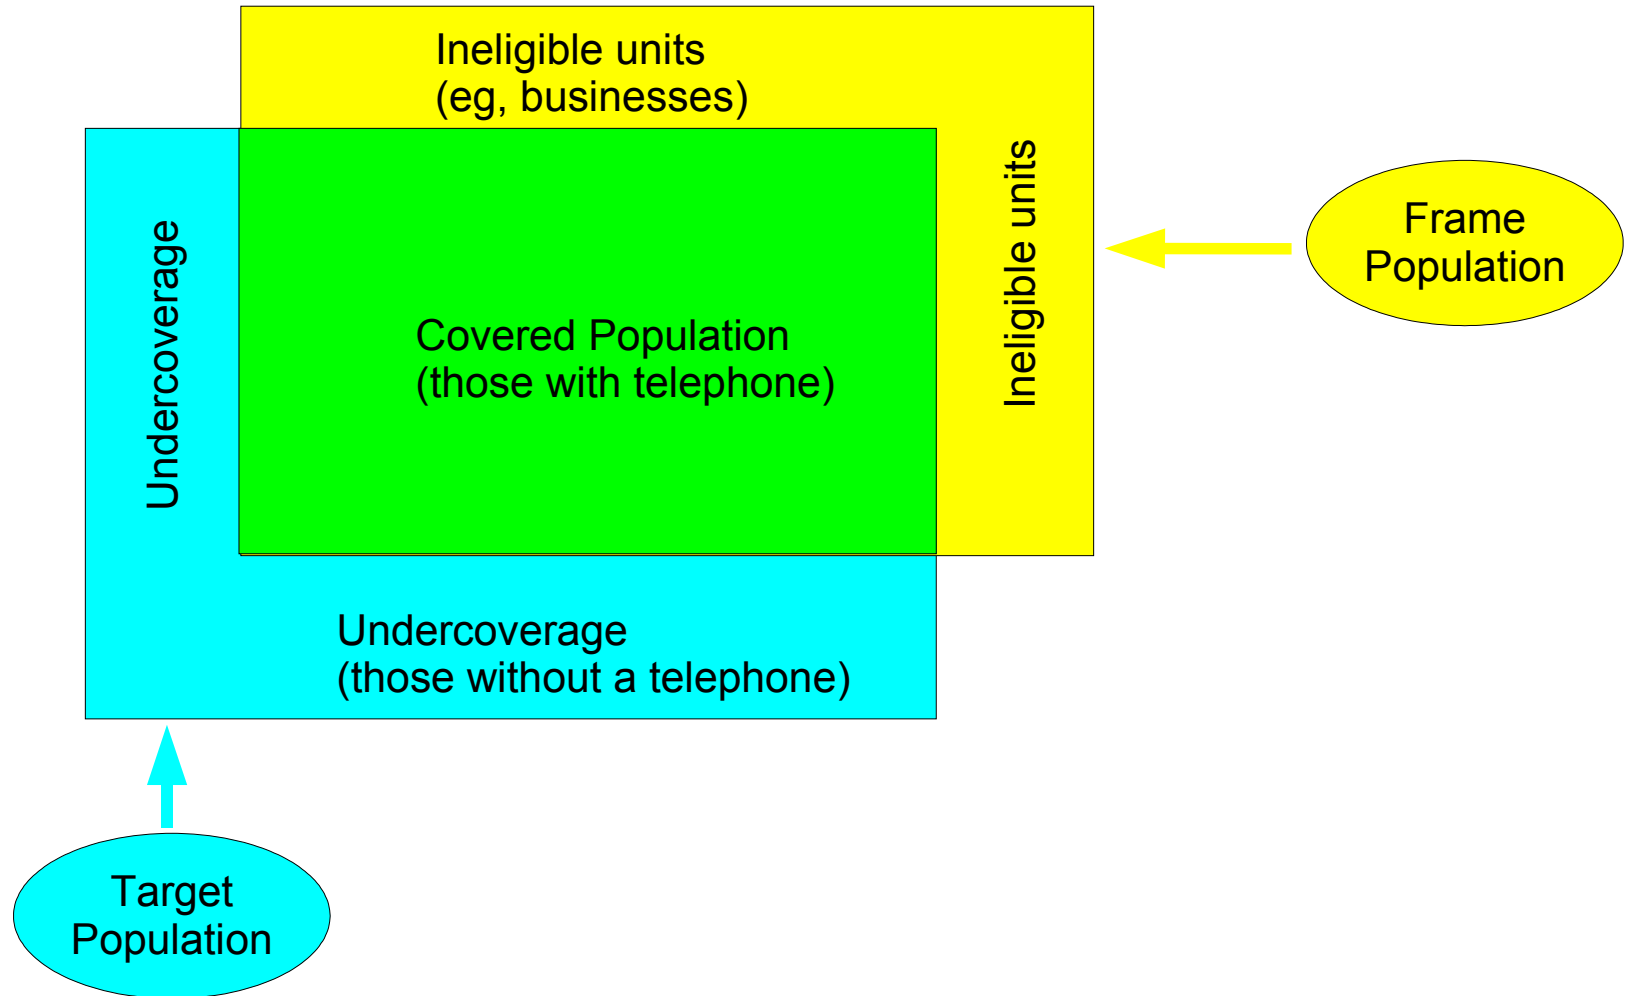 Ineligible units
(eg, businesses)
Undercoverage
Covered Population
(those with telephone)
Ineligible units
Frame
Population
Undercoverage
(those without a telephone)
Target
Population